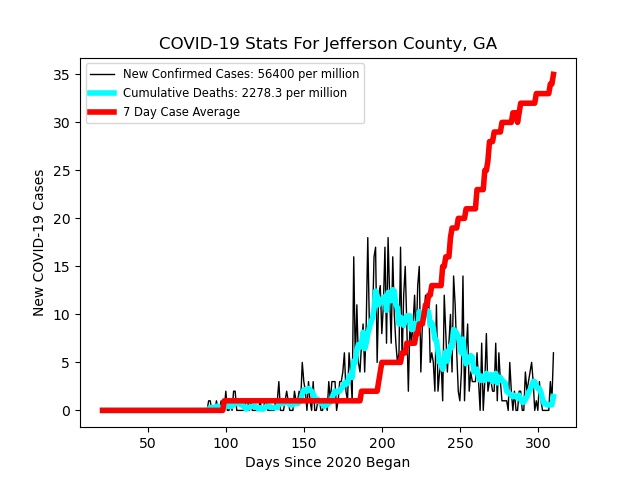 COVID-19 Stats For Jefferson County, GA
New Confirmed Cases: 56400 per million
Cumulative Deaths: 2278.3 per million
7 Day Case Average
35
30
25
20
15
10
5
0
New COVID-19 Cases
50 100 150 200 250 300
Days Since 2020 Began